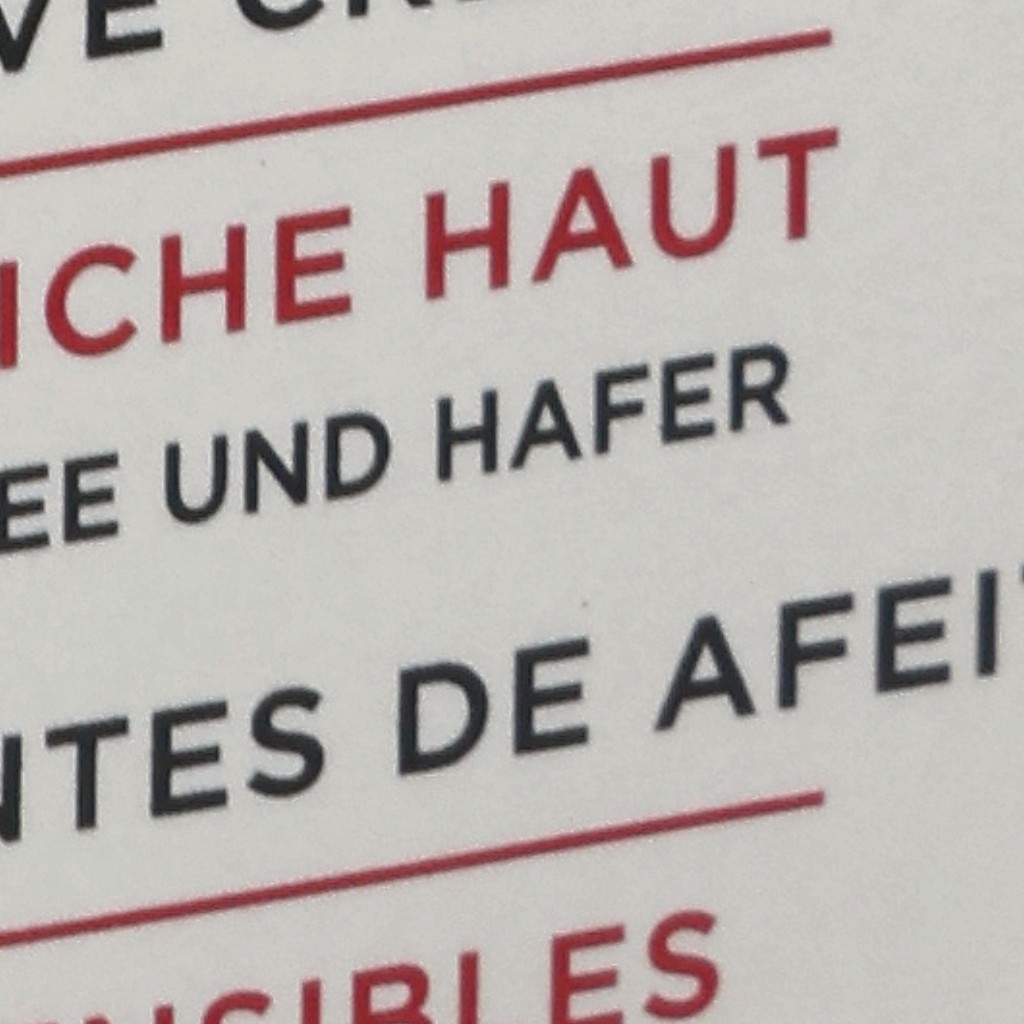 ICHE HAUT
EE UND HAFER
NTES DE AFEI